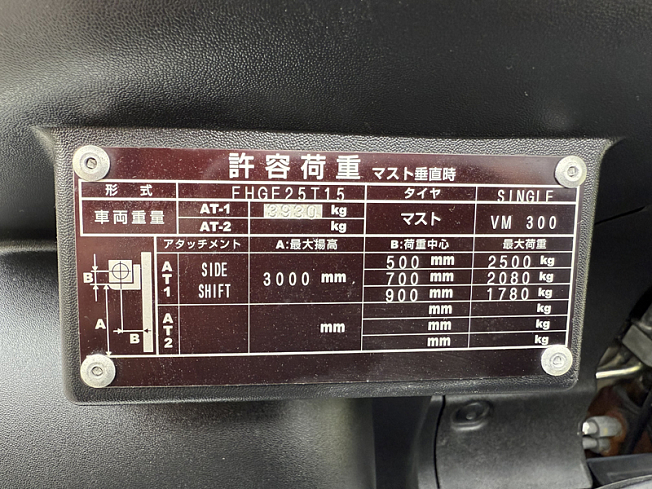 許容荷重 マスト垂直時
形式 FHGE25T15 タイヤ SINGLE
車両重量 AT-1 3930 kg マスト VM 300
AT-2 kg
アタッチメント A:最大揚高 B:荷重中心 最大荷重
AT1 SIDE SHIFT 3000 mm 500 mm 2500 kg
700 mm 2080 kg
900 mm 1780 kg
AT2 mm mm kg
mm kg
mm kg
B
A
B